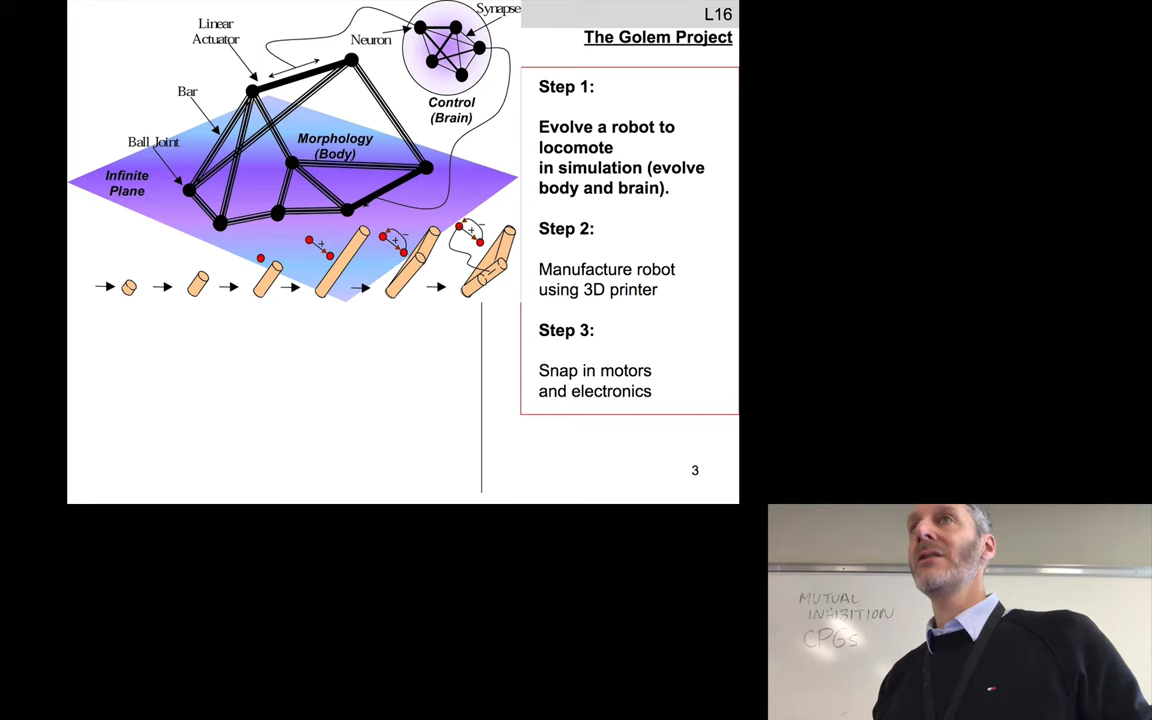 L16
The Golem Project
Linear
Actuator
Neuron
Synapse
Bar
Control
(Brain)
Ball Joint
Morphology
(Body)
Infinite
Plane
+
+
−
+
−
Step 1:
Evolve a robot to
locomote
in simulation (evolve
body and brain).
Step 2:
Manufacture robot
using 3D printer
Step 3:
Snap in motors
and electronics
3
MUTUAL
INHIBITION
CPGs